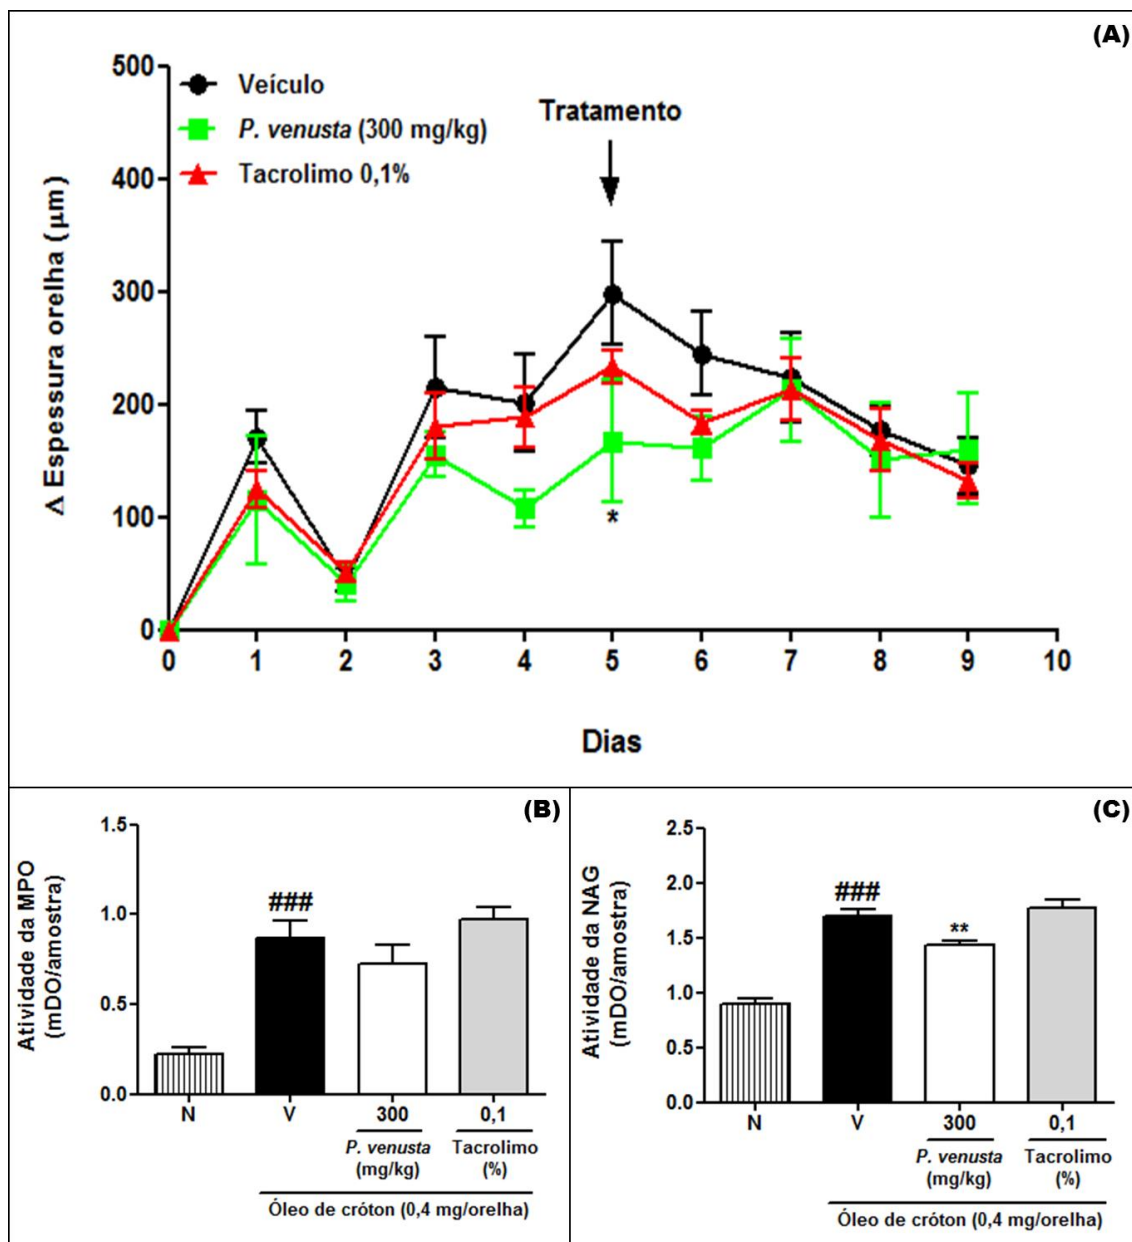 (A)
500
400
300
200
100
0
Δ Espessura orelha (μm)
Veículo
P. venusta (300 mg/kg)
Tacrolimo 0,1%
Tratamento
*
0 1 2 3 4 5 6 7 8 9 10
Dias
(B)
Atividade da MPO
(mDO/amostra)
1.5
1.0
0.5
0.0
###
N V 300 0,1
P. venusta Tacrolimo
(mg/kg) (%)
Óleo de cróton (0,4 mg/orelha)
(C)
Atividade da NAG
(mDO/amostra)
2.5
2.0
1.5
1.0
0.5
0.0
###
**
N V 300 0,1
P. venusta Tacrolimo
(mg/kg) (%)
Óleo de cróton (0,4 mg/orelha)